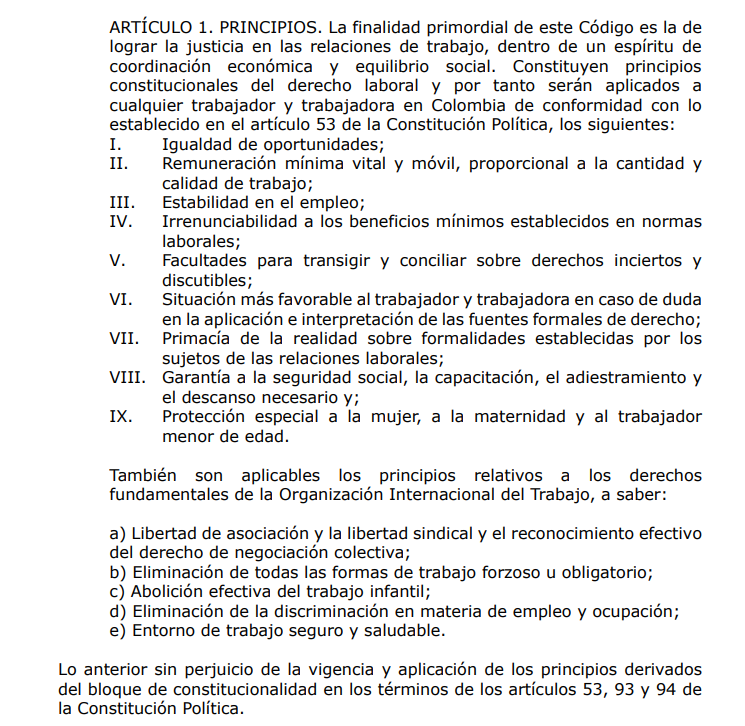 ARTÍCULO 1. PRINCIPIOS. La finalidad primordial de este Código es la de
lograr la justicia en las relaciones de trabajo, dentro de un espíritu de
coordinación económica y equilibrio social. Constituyen principios
constitucionales del derecho laboral y por tanto serán aplicados a
cualquier trabajador y trabajadora en Colombia de conformidad con lo
establecido en el artículo 53 de la Constitución Política, los siguientes:
I. Igualdad de oportunidades;
II. Remuneración mínima vital y móvil, proporcional a la cantidad y
calidad de trabajo;
III. Estabilidad en el empleo;
IV. Irrenunciabilidad a los beneficios mínimos establecidos en normas
laborales;
V. Facultades para transigir y conciliar sobre derechos inciertos y
discutibles;
VI. Situación más favorable al trabajador y trabajadora en caso de duda
en la aplicación e interpretación de las fuentes formales de derecho;
VII. Primacía de la realidad sobre formalidades establecidas por los
sujetos de las relaciones laborales;
VIII. Garantía a la seguridad social, la capacitación, el adiestramiento y
el descanso necesario y;
IX. Protección especial a la mujer, a la maternidad y al trabajador
menor de edad.
También son aplicables los principios relativos a los derechos
fundamentales de la Organización Internacional del Trabajo, a saber:
a) Libertad de asociación y la libertad sindical y el reconocimiento efectivo
del derecho de negociación colectiva;
b) Eliminación de todas las formas de trabajo forzoso u obligatorio;
c) Abolición efectiva del trabajo infantil;
d) Eliminación de la discriminación en materia de empleo y ocupación;
e) Entorno de trabajo seguro y saludable.
Lo anterior sin perjuicio de la vigencia y aplicación de los principios derivados
del bloque de constitucionalidad en los términos de los artículos 53, 93 y 94 de
la Constitución Política.